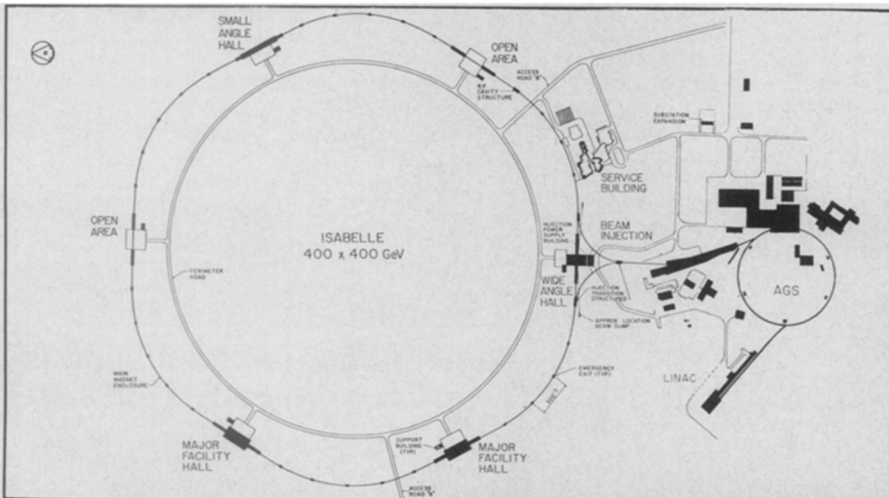 SMALL
ANGLE
HALL
OPEN
AREA
R.F.
CAVITY
STRUCTURE
ACCESS
ROAD "B"
SUBSTATION
EXPANSION
SERVICE
BUILDING
OPEN
AREA
ISABELLE
400 x 400 GeV
INJECTION
POWER
SUPPLY
BUILDING
BEAM
INJECTION
PERIMETER
ROAD
WIDE
ANGLE
HALL
INJECTION
TRANSITION
STRUCTURES
AGS
APPROX LOCATION
BEAM DUMP
MAIN
MAGNET
ENCLOSURE
EMERGENCY
EXIT (TYP)
LINAC
MAJOR
FACILITY
HALL
SUPPORT
BUILDING
(TYP)
MAJOR
FACILITY
HALL
ACCESS
ROAD "A"